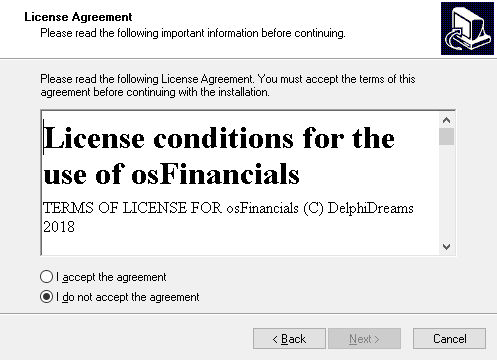 License Agreement
Please read the following important information before continuing.
Please read the following License Agreement. You must accept the terms of this
agreement before continuing with the installation.
License conditions for the
use of osFinancials
TERMS OF LICENSE FOR osFinancials (C) DelphiDreams
2018
I accept the agreement
I do not accept the agreement
< Back
Next >
Cancel